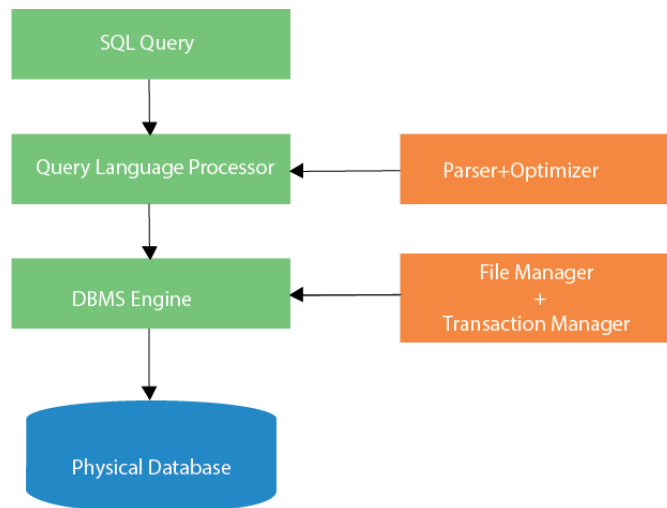 SQL Query
Query Language Processor
Parser+Optimizer
DBMS Engine
File Manager
+
Transaction Manager
Physical Database